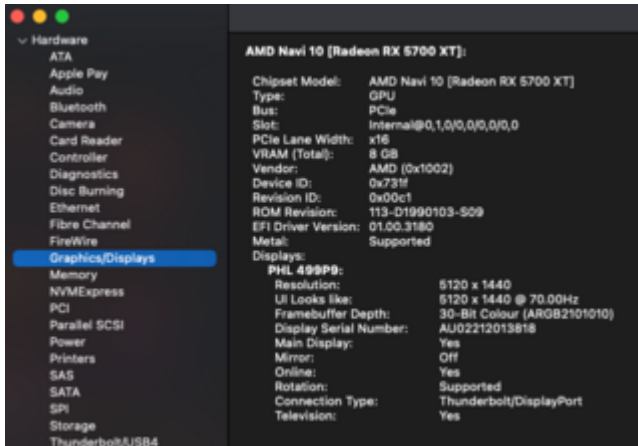 Hardware
ATA
Apple Pay
Audio
Bluetooth
Camera
Card Reader
Controller
Diagnostics
Disc Burning
Ethernet
Fibre Channel
FireWire
Graphics/Displays
Memory
NVMExpress
PCI
Parallel SCSI
Power
Printers
SAS
SATA
SPI
Storage
Thunderbolt/USB4
AMD Navi 10 [Radeon RX 5700 XT]:
Chipset Model: AMD Navi 10 [Radeon RX 5700 XT]
Type: GPU
Bus: PCIe
Slot: Internal@0,1,0/0,0/0,0/0,0
PCIe Lane Width: x16
VRAM (Total): 8 GB
Vendor: AMD (0x1002)
Device ID: 0x731f
Revision ID: 0x00c1
ROM Revision: 113-D1990103-S09
EFI Driver Version: 01.00.3180
Metal: Supported
Displays:
PHL 499P9:
Resolution: 5120 x 1440
UI Looks like: 5120 x 1440 @ 70.00Hz
Framebuffer Depth: 30-Bit Colour (ARGB2101010)
Display Serial Number: AU02212013818
Main Display: Yes
Mirror: Off
Online: Yes
Rotation: Supported
Connection Type: Thunderbolt/DisplayPort
Television: Yes